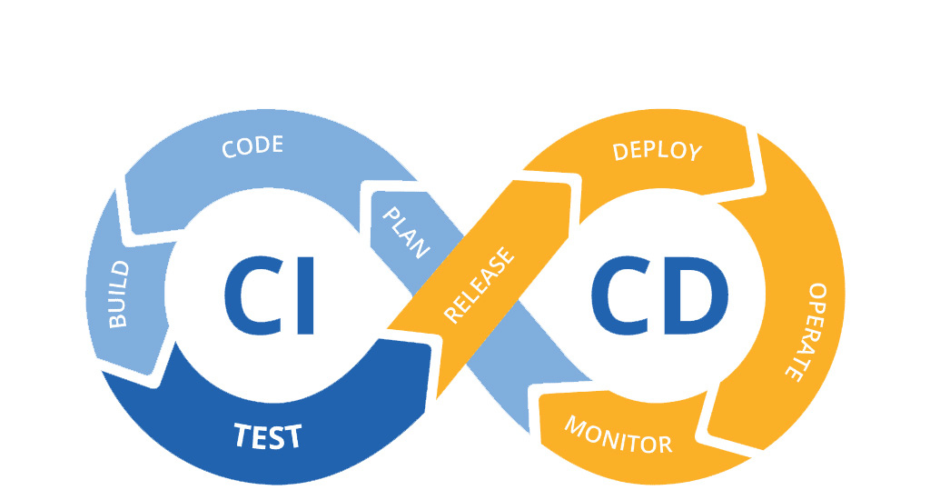 CODE
DEPLOY
PLAN
BUILD
CI
RELEASE
CD
OPERATE
TEST
MONITOR